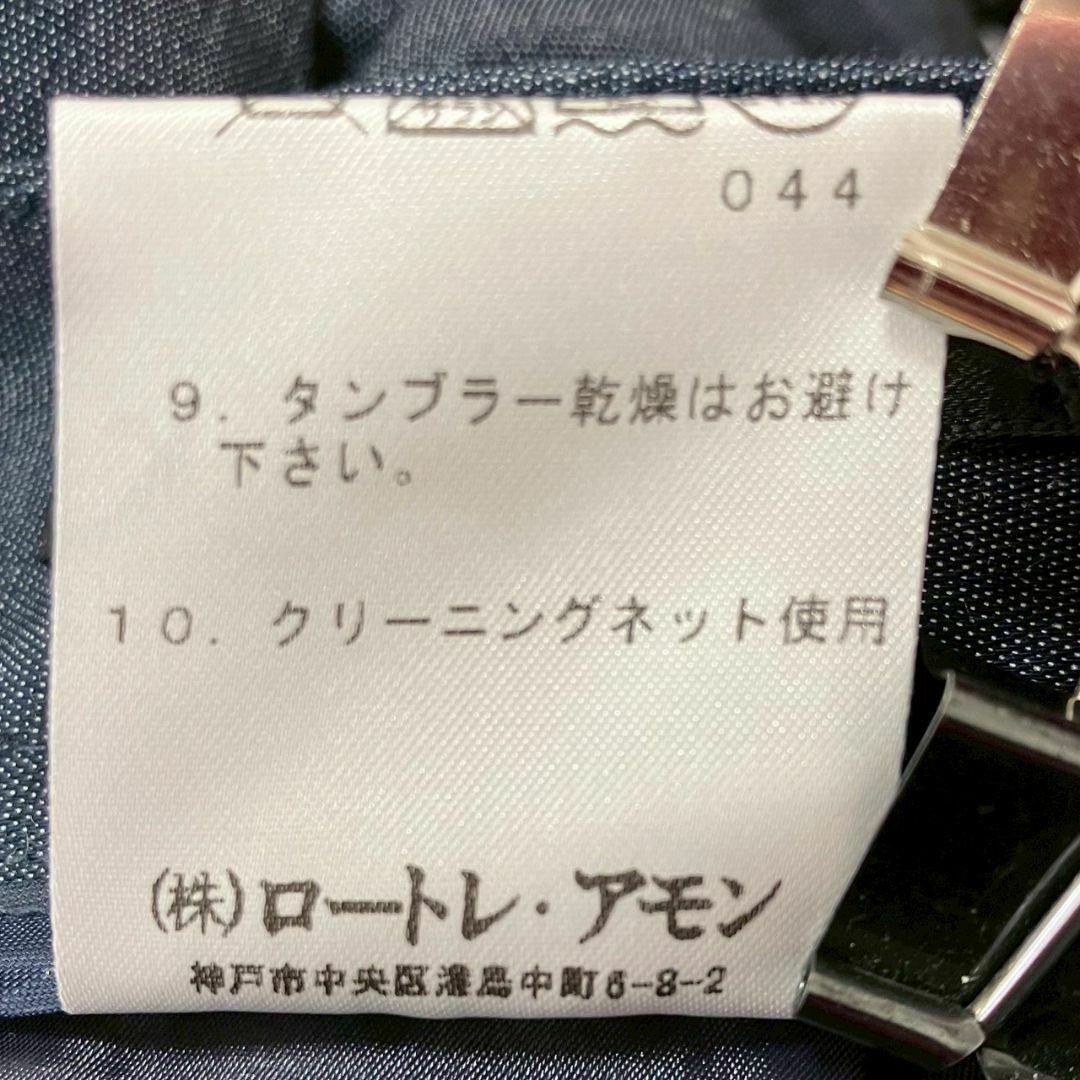 044
9. タンブラー乾燥はお避け
下さい。
10. クリーニングネット使用
(株)ロートレ・アモン
神戸市中央区港島中町6-8-2